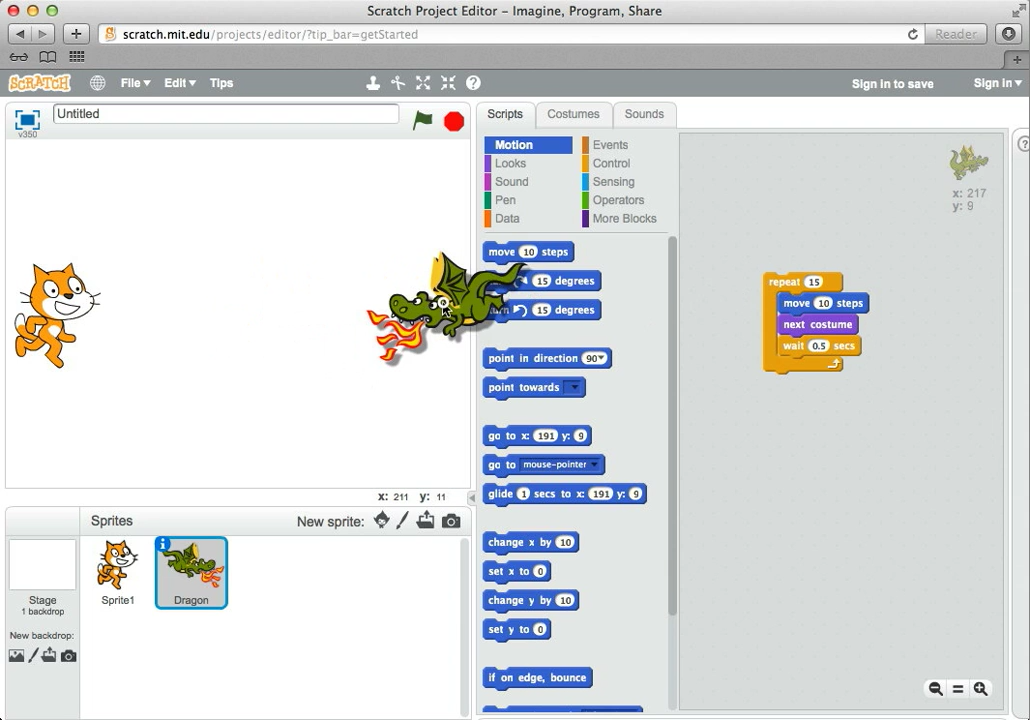 Scratch Project Editor – Imagine, Program, Share
scratch.mit.edu/projects/editor/?tip_bar=getStarted
Reader
SCRATCH
File
Edit
Tips
Sign in to save
Sign in
v350
Untitled
Scripts
Costumes
Sounds
Motion
Events
Looks
Control
Sound
Sensing
Pen
Operators
Data
More Blocks
x: 217
y: 9
move 10 steps
15 degrees
15 degrees
point in direction 90
point towards
go to x: 191 y: 9
go to mouse-pointer
glide 1 secs to x: 191 y: 9
change x by 10
set x to 0
change y by 10
set y to 0
if on edge, bounce
repeat 15
move 10 steps
next costume
wait 0.5 secs
x: 211 y: 11
Sprites
New sprite:
Stage
1 backdrop
New backdrop:
Sprite1
Dragon